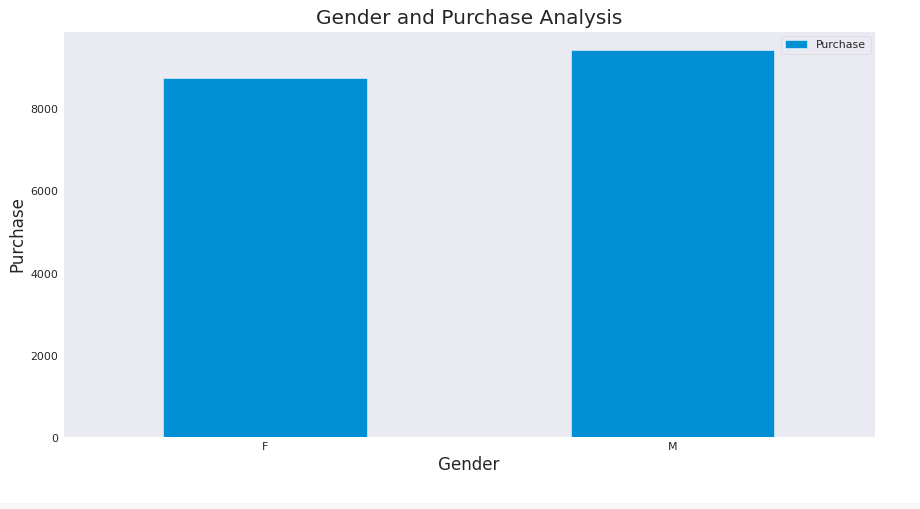 Gender and Purchase Analysis
Purchase
8000
6000
4000
2000
0
Purchase
F
M
Gender